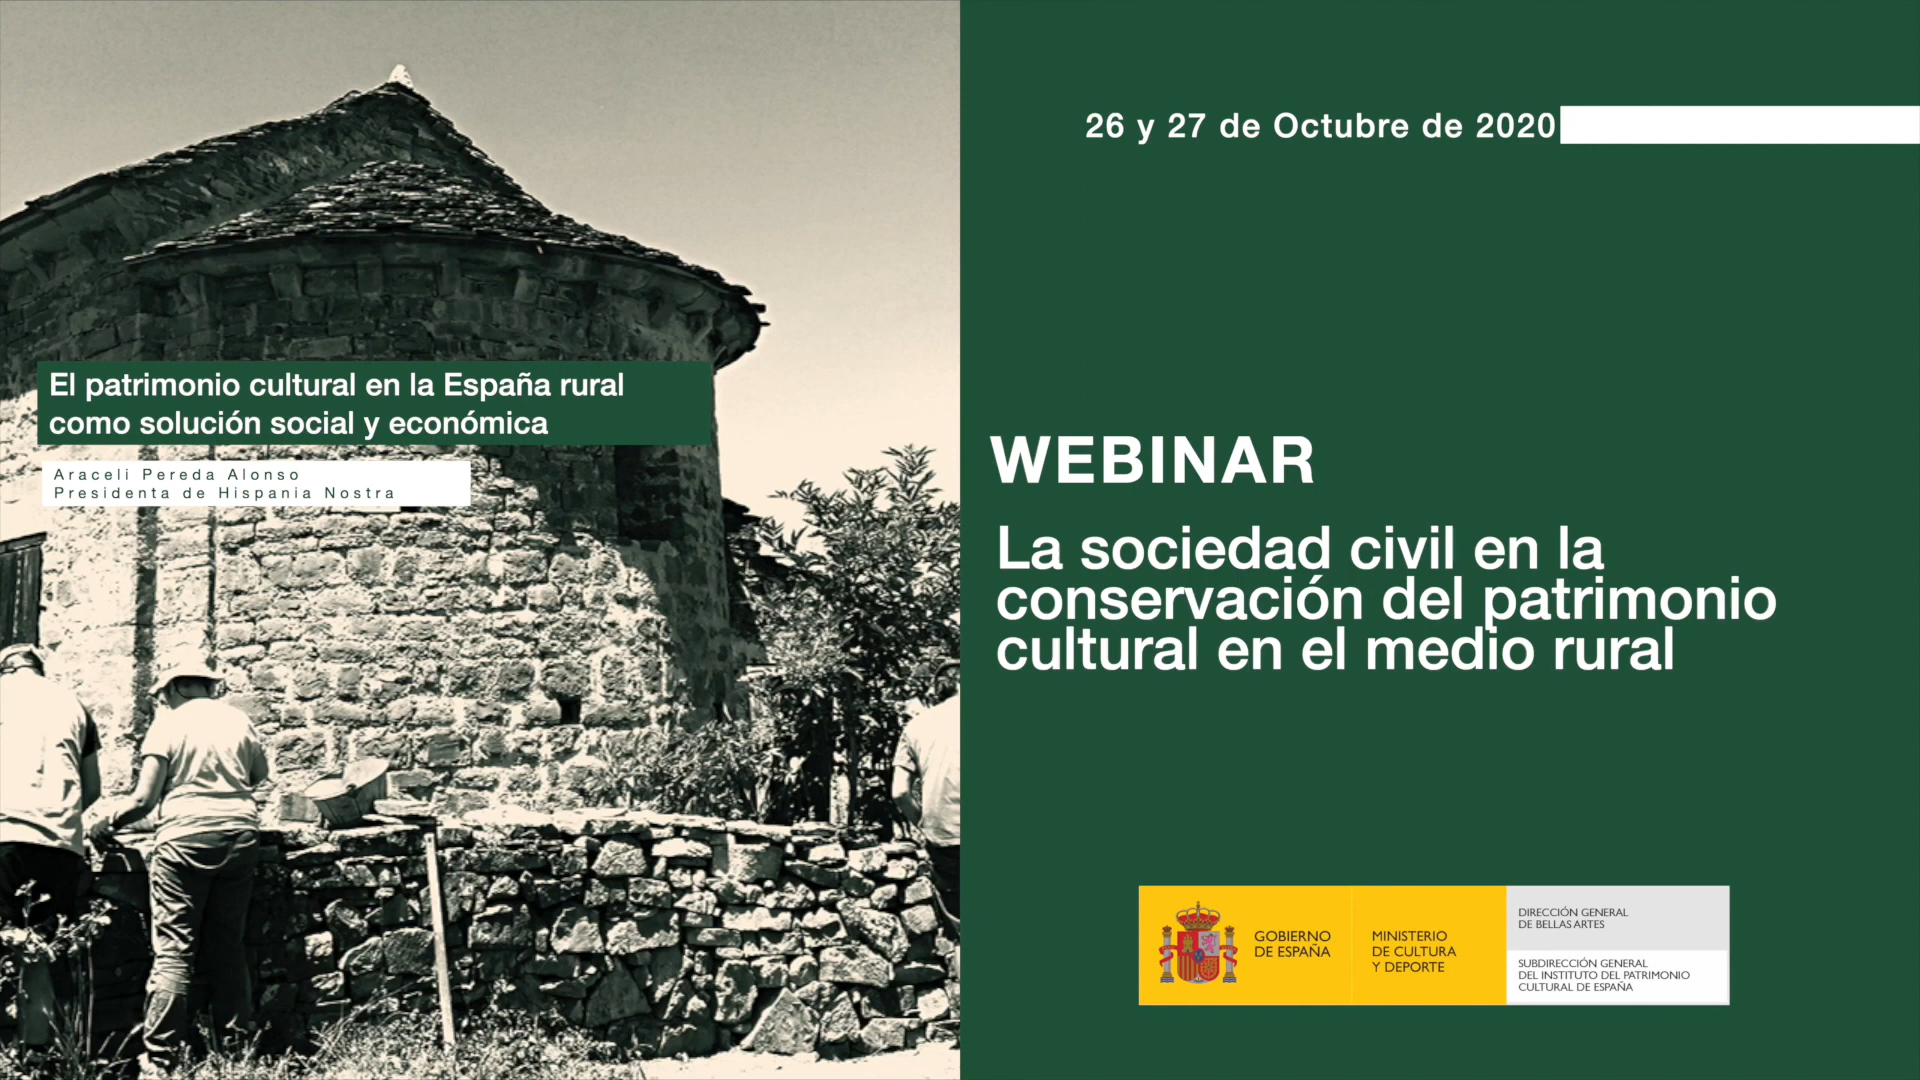 El patrimonio cultural en la España rural
como solución social y económica
Araceli Pereda Alonso
Presidenta de Hispania Nostra
26 y 27 de Octubre de 2020
WEBINAR
La sociedad civil en la
conservación del patrimonio
cultural en el medio rural
GOBIERNO
DE ESPAÑA
MINISTERIO
DE CULTURA
Y DEPORTE
DIRECCIÓN GENERAL
DE BELLAS ARTES
SUBDIRECCIÓN GENERAL
DEL INSTITUTO DEL PATRIMONIO
CULTURAL DE ESPAÑA